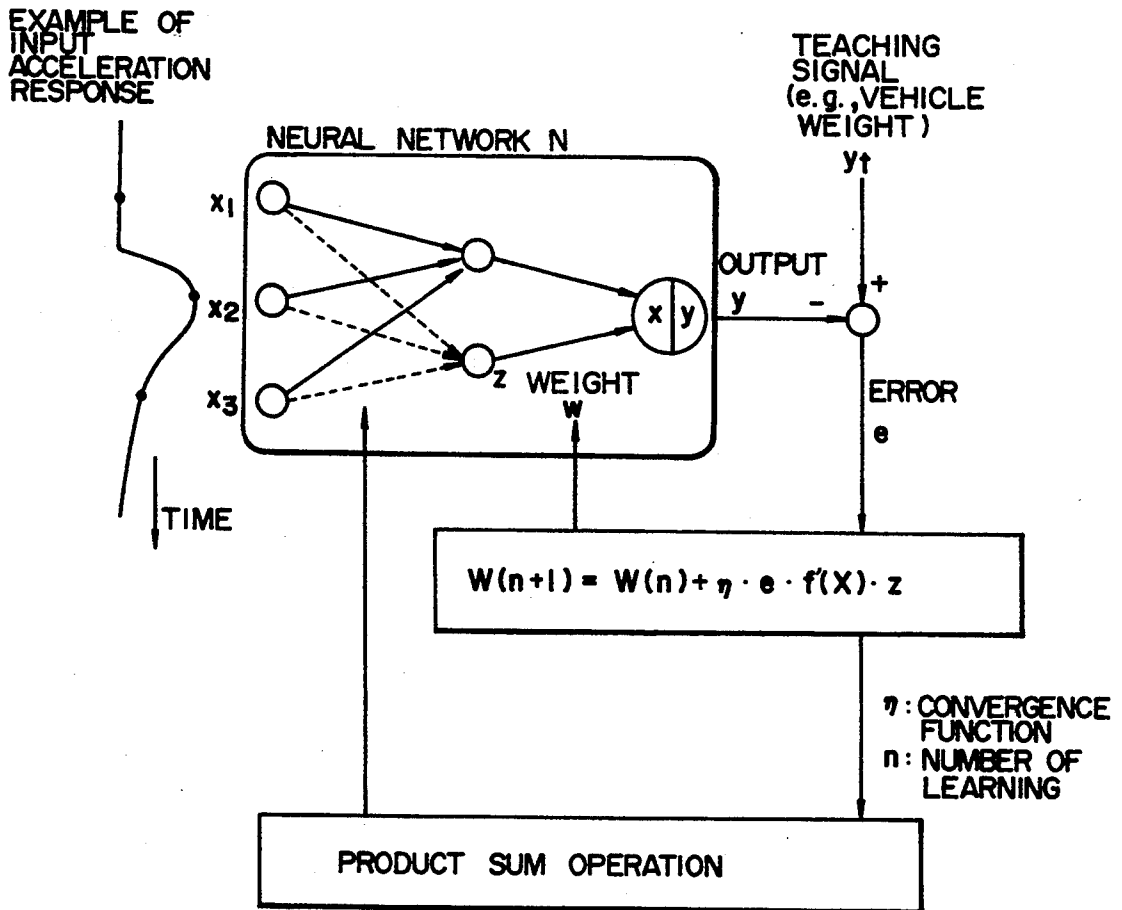 EXAMPLE OF
INPUT
ACCELERATION
RESPONSE
TEACHING
SIGNAL
(e.g.,VEHICLE
WEIGHT)
yt
NEURAL NETWORK N
x1
x2
x3
z
WEIGHT
w
x y
OUTPUT
y
-
+
ERROR
e
TIME
W(n+1) = W(n)+ η · e · f'(X) · z
η: CONVERGENCE
FUNCTION
n: NUMBER OF
LEARNING
PRODUCT SUM OPERATION